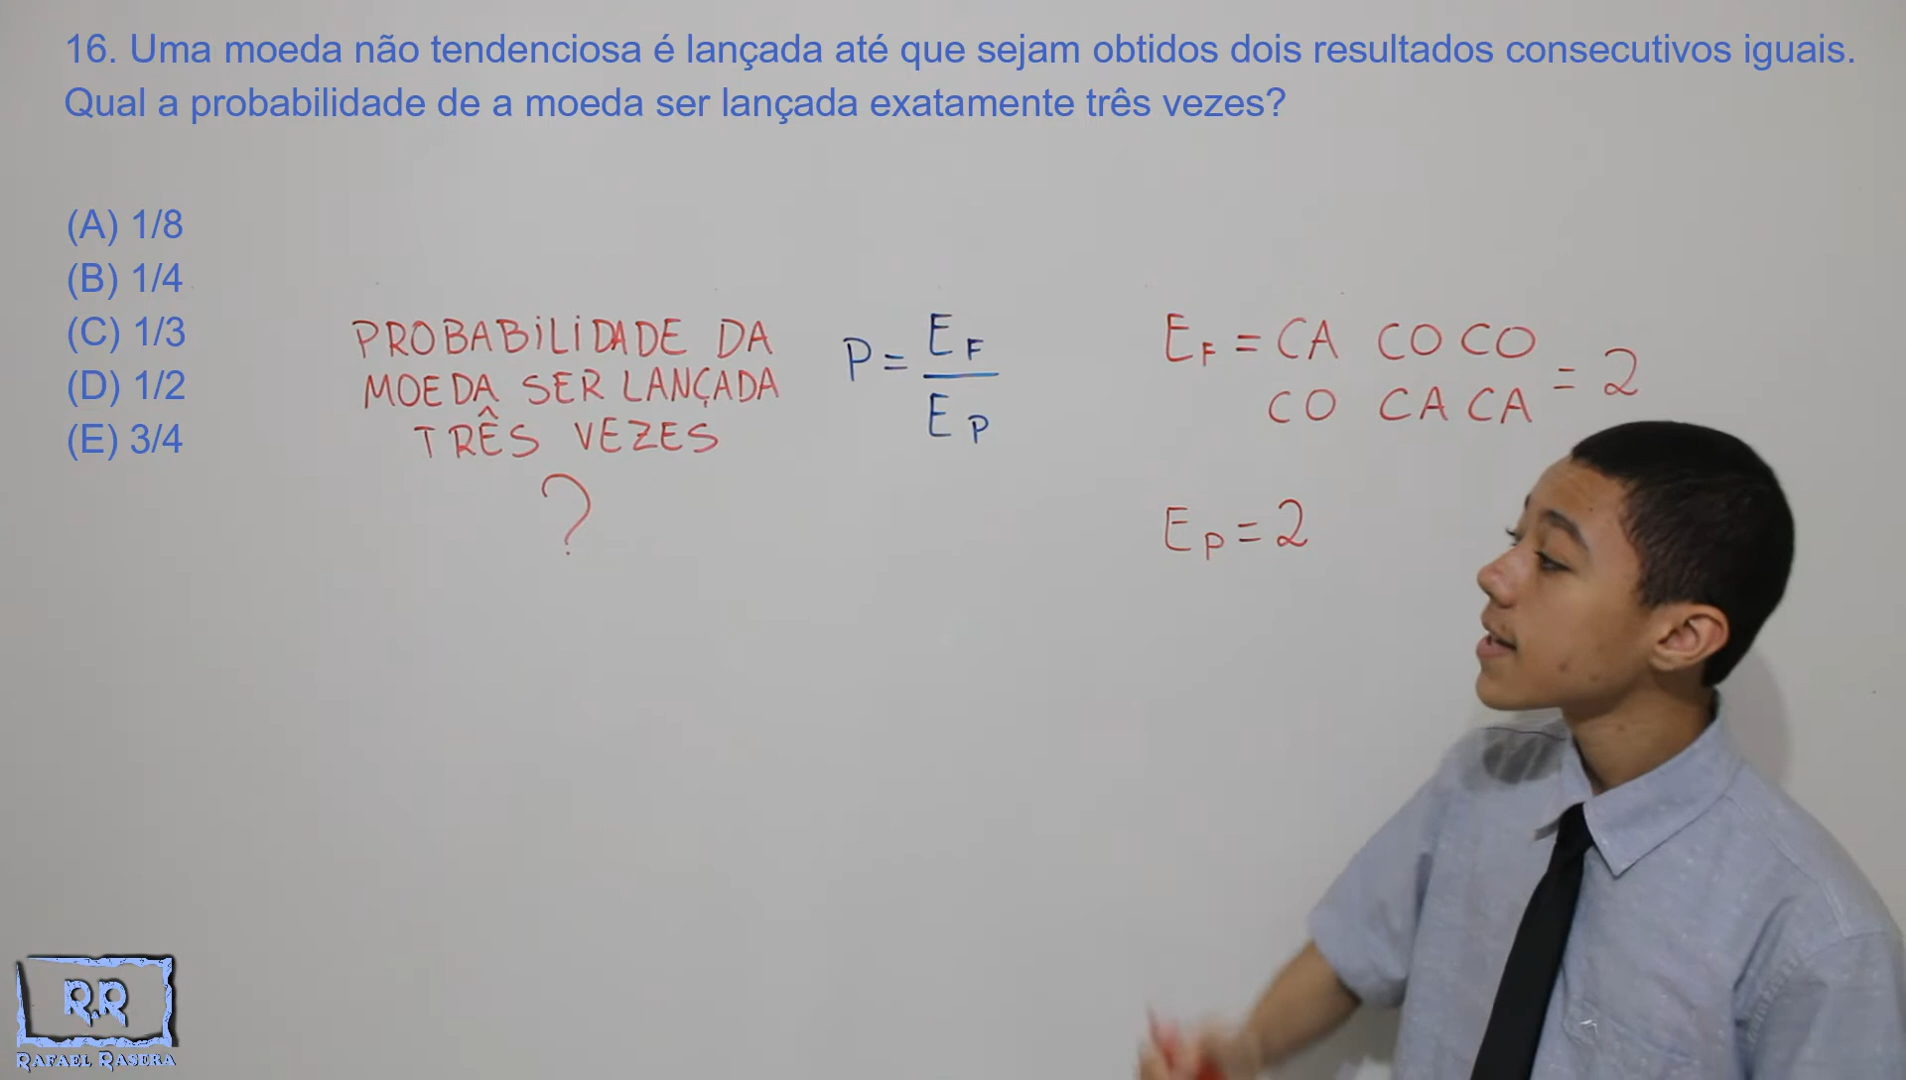 16. Uma moeda não tendenciosa é lançada até que sejam obtidos dois resultados consecutivos iguais.
Qual a probabilidade de a moeda ser lançada exatamente três vezes?
(A) 1/8
(B) 1/4
(C) 1/3
(D) 1/2
(E) 3/4
PROBABILIDADE DA
MOEDA SER LANÇADA
TRÊS VEZES
?
P = EF / EP
EF = CA CO CO
CO CA CA = 2
EP = 2
R.R
RAFAEL RASERA